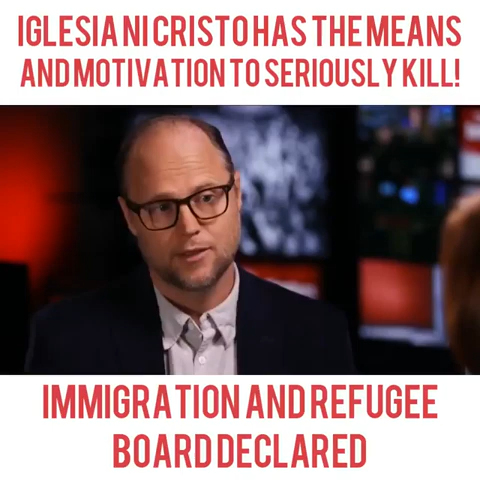 IGLESIA NI CRISTO HAS THE MEANS
AND MOTIVATION TO SERIOUSLY KILL!
IMMIGRATION AND REFUGEE
BOARD DECLARED